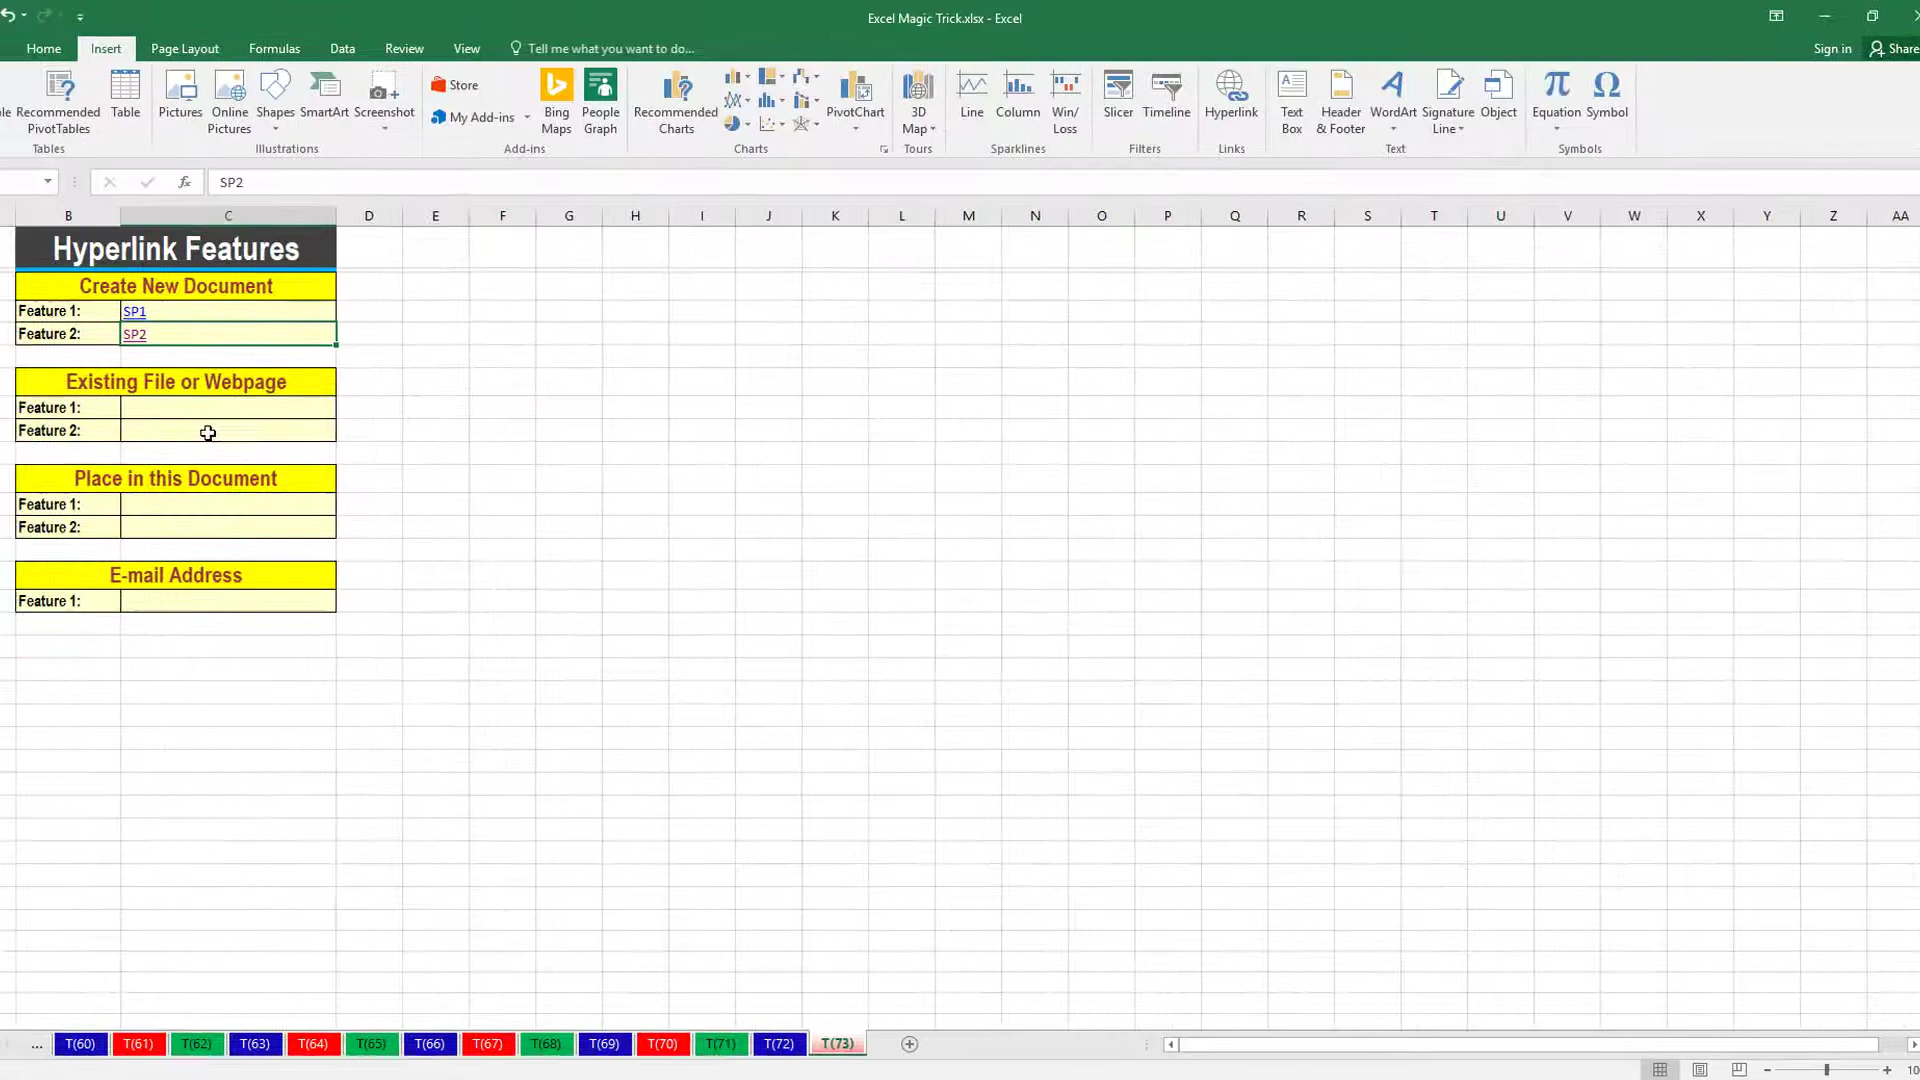 Excel Magic Trick.xlsx - Excel
Home Insert Page Layout Formulas Data Review View Tell me what you want to do... Sign in Share
Recommended PivotTables
Table
Tables
Pictures
Online Pictures
Shapes
SmartArt
Screenshot
Illustrations
Store
My Add-ins
Bing Maps
People Graph
Add-ins
Recommended Charts
PivotChart
Charts
3D Map
Tours
Line
Column
Win/ Loss
Sparklines
Slicer
Timeline
Filters
Hyperlink
Links
Text Box
Header & Footer
WordArt
Signature Line
Object
Text
Equation
Symbol
Symbols
fx SP2
B C D E F G H I J K L M N O P Q R S T U V W X Y Z AA
Hyperlink Features
Create New Document
Feature 1: SP1
Feature 2: SP2
Existing File or Webpage
Feature 1:
Feature 2:
Place in this Document
Feature 1:
Feature 2:
E-mail Address
Feature 1:
... T(60) T(61) T(62) T(63) T(64) T(65) T(66) T(67) T(68) T(69) T(70) T(71) T(72) T(73)